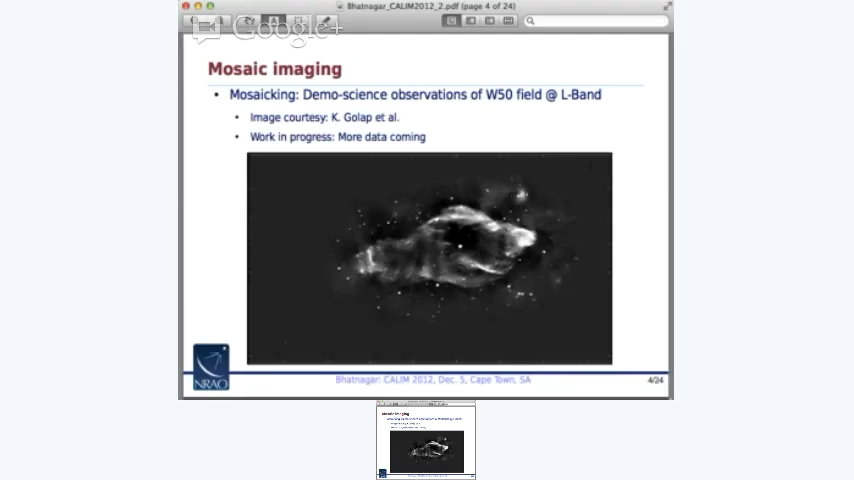 Bhatnagar_CALIM2012_2.pdf (page 4 of 24)
Google+
Mosaic imaging
• Mosaicking: Demo-science observations of W50 field @ L-Band
• Image courtesy: K. Golap et al.
• Work in progress: More data coming
NRAO
Bhatnagar: CALIM 2012, Dec. 5, Cape Town, SA
4/24
Mosaic imaging